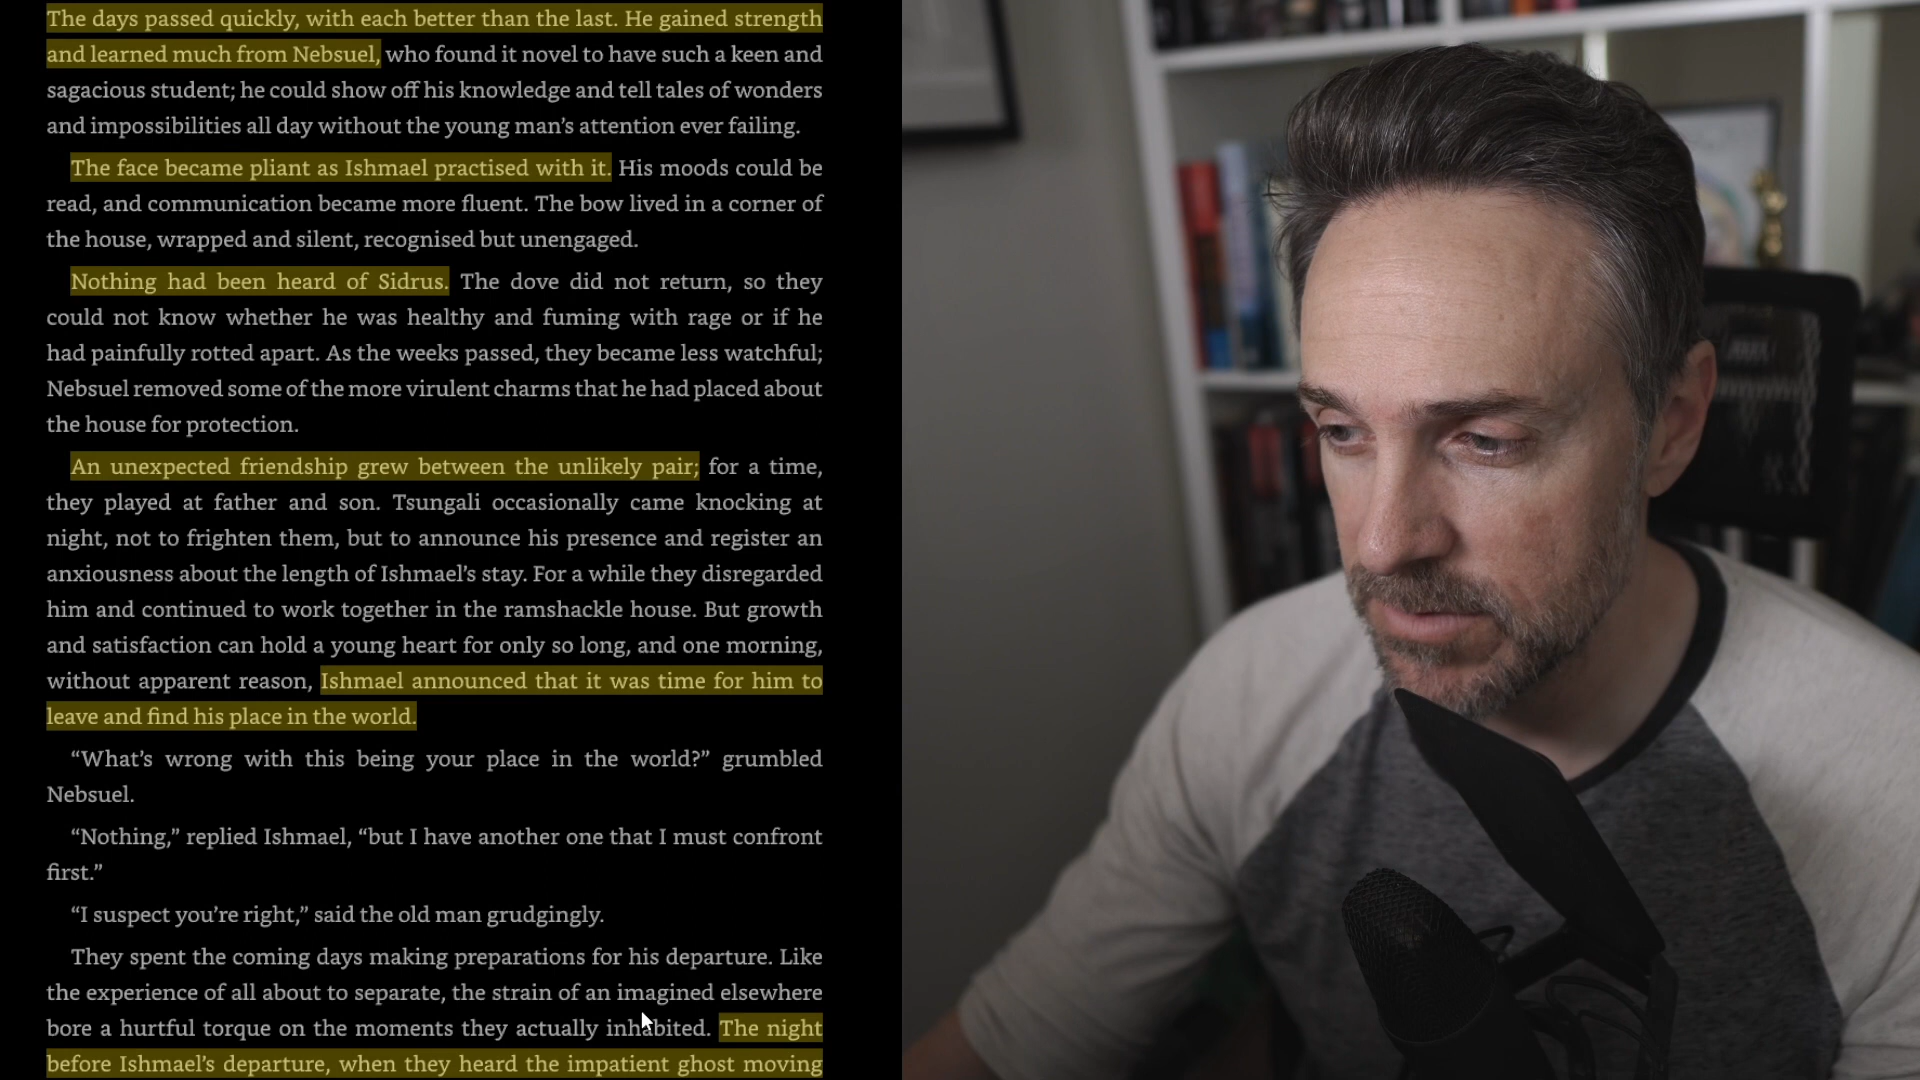 The days passed quickly, with each better than the last. He gained strength
and learned much from Nebsuel, who found it novel to have such a keen and
sagacious student; he could show off his knowledge and tell tales of wonders
and impossibilities all day without the young man’s attention ever failing.
The face became pliant as Ishmael practised with it. His moods could be
read, and communication became more fluent. The bow lived in a corner of
the house, wrapped and silent, recognised but unengaged.
Nothing had been heard of Sidrus. The dove did not return, so they
could not know whether he was healthy and fuming with rage or if he
had painfully rotted apart. As the weeks passed, they became less watchful;
Nebsuel removed some of the more virulent charms that he had placed about
the house for protection.
An unexpected friendship grew between the unlikely pair; for a time,
they played at father and son. Tsungali occasionally came knocking at
night, not to frighten them, but to announce his presence and register an
anxiousness about the length of Ishmael’s stay. For a while they disregarded
him and continued to work together in the ramshackle house. But growth
and satisfaction can hold a young heart for only so long, and one morning,
without apparent reason, Ishmael announced that it was time for him to
leave and find his place in the world.
“What’s wrong with this being your place in the world?” grumbled
Nebsuel.
“Nothing,” replied Ishmael, “but I have another one that I must confront
first.”
“I suspect you’re right,” said the old man grudgingly.
They spent the coming days making preparations for his departure. Like
the experience of all about to separate, the strain of an imagined elsewhere
bore a hurtful torque on the moments they actually inhabited. The night
before Ishmael’s departure, when they heard the impatient ghost moving